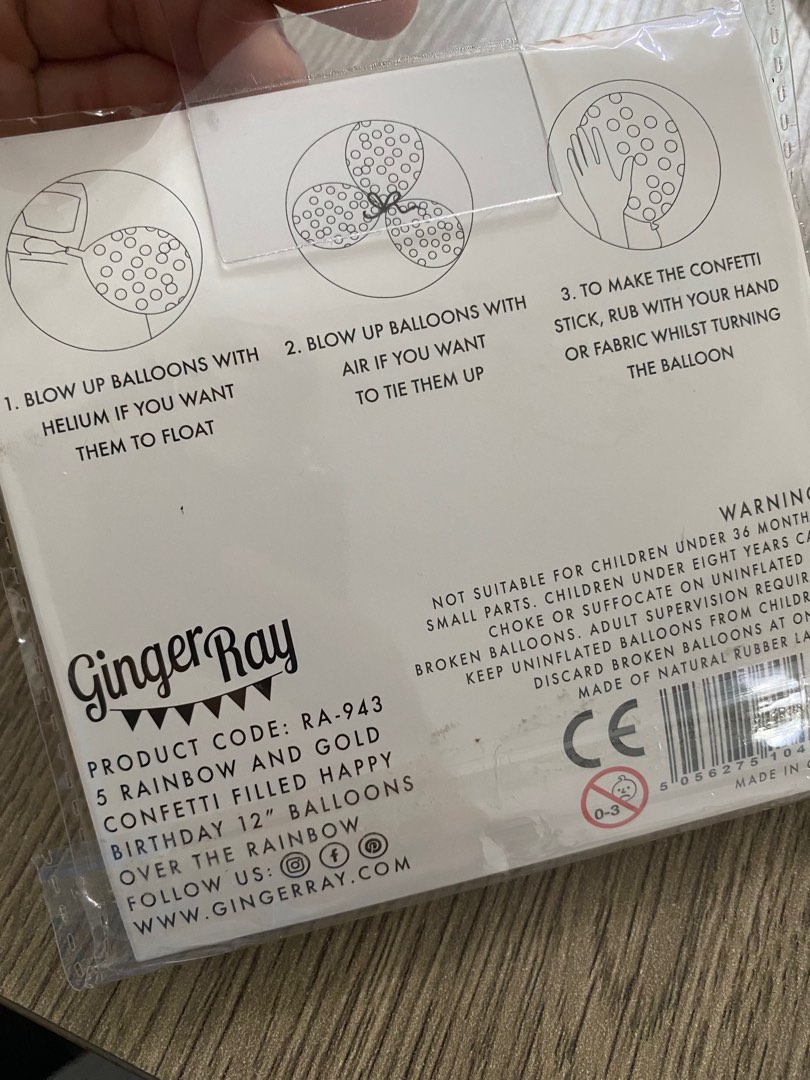 1. BLOW UP BALLOONS WITH
HELIUM IF YOU WANT
THEM TO FLOAT
2. BLOW UP BALLOONS WITH
AIR IF YOU WANT
TO TIE THEM UP
3. TO MAKE THE CONFETTI
STICK, RUB WITH YOUR HAND
OR FABRIC WHILST TURNING
THE BALLOON
NOT SUITABLE FOR CHILDREN UNDER 36
SMALL PARTS. CHILDREN UNDER EIGHT YEARS
CHOKE OR SUFFOCATE ON UNINFLATED
BROKEN BALLOONS. ADULT SUPERVISION
KEEP UNINFLATED BALLOONS FROM
DISCARD BROKEN BALLOONS AT
MADE OF NATURAL RUBBER
Ginger Ray
PRODUCT CODE: RA-943
5 RAINBOW AND GOLD
CONFETTI FILLED HAPPY
BIRTHDAY 12" BALLOONS
OVER THE RAINBOW
FOLLOW US:
WWW.GINGERRAY.COM
CE
0-3
5 056275 104
MADE IN